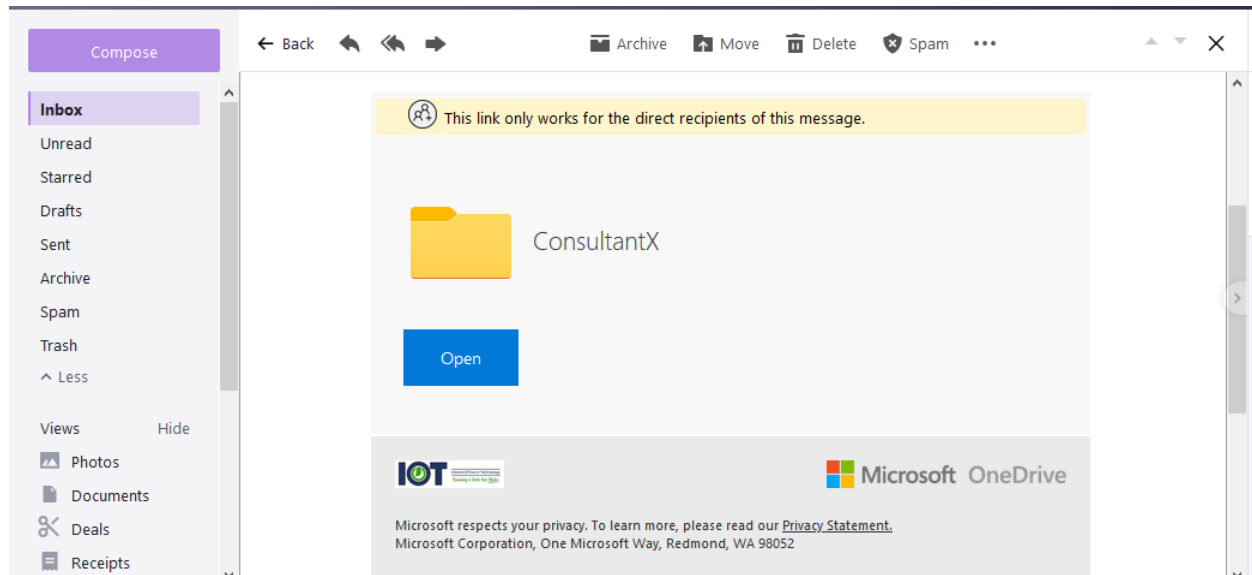 Compose
Back
Archive
Move
Delete
Spam
Inbox
Unread
Starred
Drafts
Sent
Archive
Spam
Trash
Less
Views Hide
Photos
Documents
Deals
Receipts
This link only works for the direct recipients of this message.
ConsultantX
Open
IOT
Microsoft OneDrive
Microsoft respects your privacy. To learn more, please read our Privacy Statement.
Microsoft Corporation, One Microsoft Way, Redmond, WA 98052